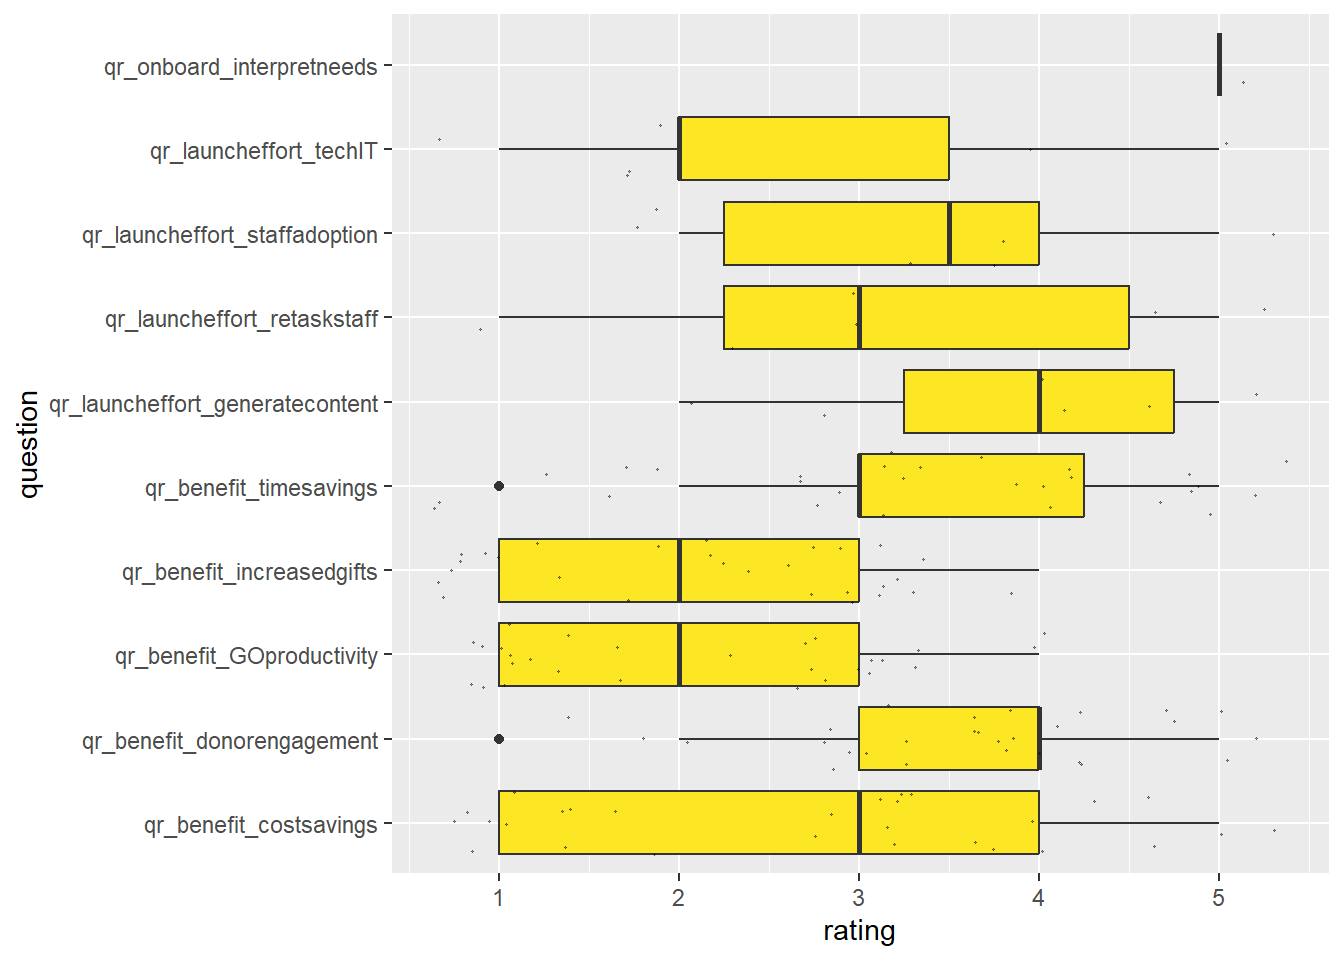 question
qr_onboard_interpretneeds
qr_launcheffort_techIT
qr_launcheffort_staffadoption
qr_launcheffort_retaskstaff
qr_launcheffort_generatecontent
qr_benefit_timesavings
qr_benefit_increasedgifts
qr_benefit_GOproductivity
qr_benefit_donorengagement
qr_benefit_costsavings
1 2 3 4 5
rating